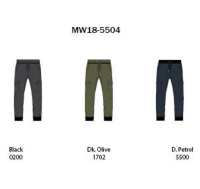 MW18-5504
Black
0200
Dk. Olive
1702
D. Petrol
5500